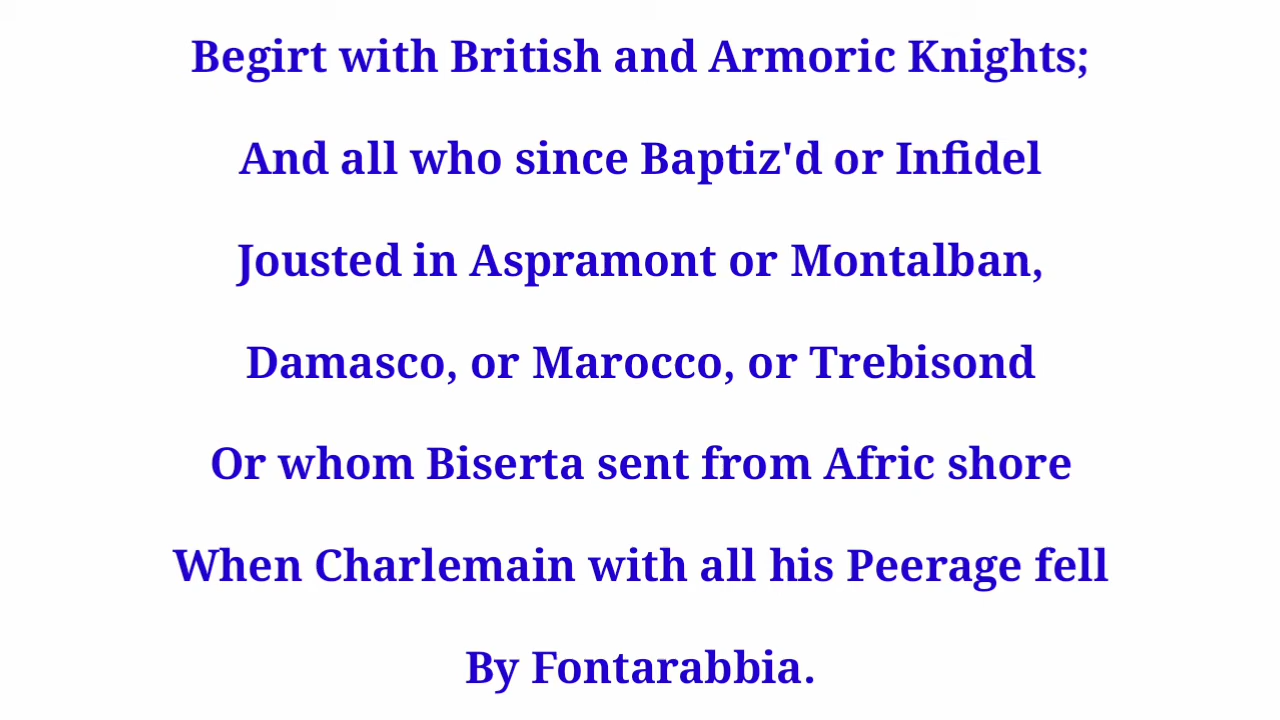 Begirt with British and Armoric Knights;
And all who since Baptiz'd or Infidel
Jousted in Aspramont or Montalban,
Damasco, or Marocco, or Trebisond
Or whom Biserta sent from Afric shore
When Charlemain with all his Peerage fell
By Fontarabbia.